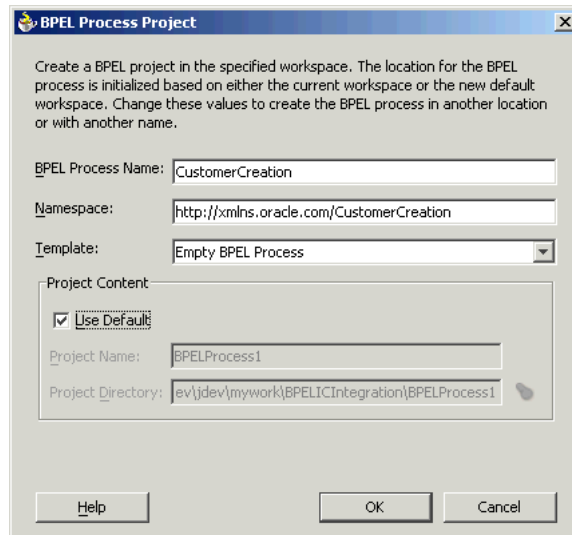 BPEL Process Project
Create a BPEL project in the specified workspace. The location for the BPEL
process is initialized based on either the current workspace or the new default
workspace. Change these values to create the BPEL process in another location
or with another name.
BPEL Process Name: CustomerCreation
Namespace: http://xmlns.oracle.com/CustomerCreation
Template: Empty BPEL Process
Project Content
Use Default
Project Name: BPELProcess1
Project Directory: ev\jdev\mywork\BPELICIntegration\BPELProcess1
Help OK Cancel